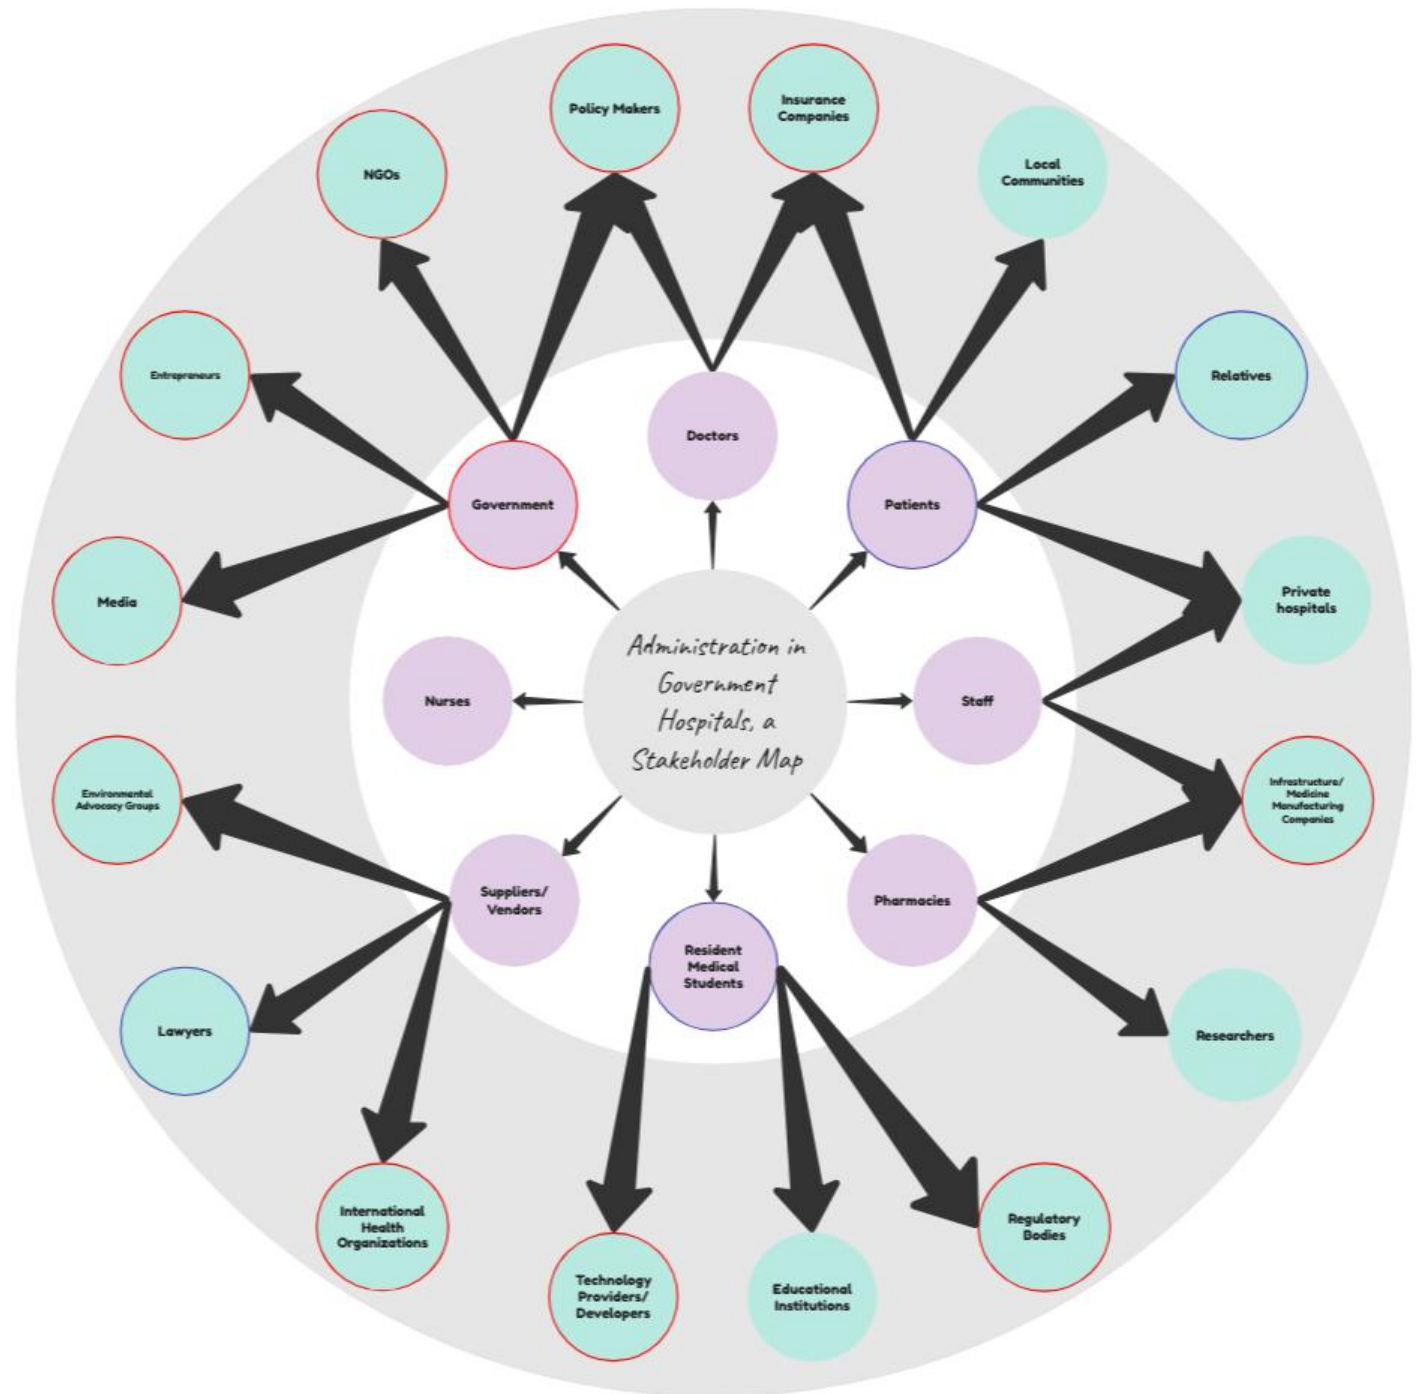 Policy Makers
Insurance
Companies
NGOs
Local
Communities
Entrepreneurs
Relatives
Doctors
Government
Patients
Media
Private
hospitals
Administration in
Government
Hospitals, a
Stakeholder Map
Nurses
Staff
Environmental
Advocacy Groups
Infrastructure/
Medicine
Manufacturing
Companies
Suppliers/
Vendors
Pharmacies
Resident
Medical
Students
Lawyers
Researchers
International
Health
Organizations
Regulatory
Bodies
Technology
Providers/
Developers
Educational
Institutions